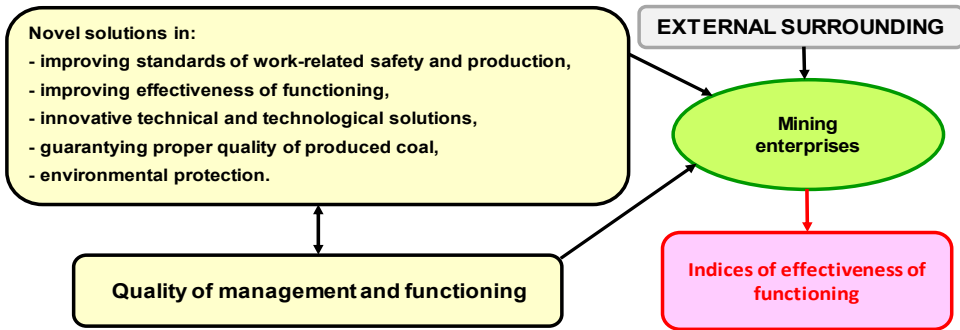 Novel solutions in:
- improving standards of work-related safety and production,
- improving effectiveness of functioning,
- innovative technical and technological solutions,
- guarantying proper quality of produced coal,
- environmental protection.
EXTERNAL SURROUNDING
Mining
enterprises
Quality of management and functioning
Indices of effectiveness of
functioning